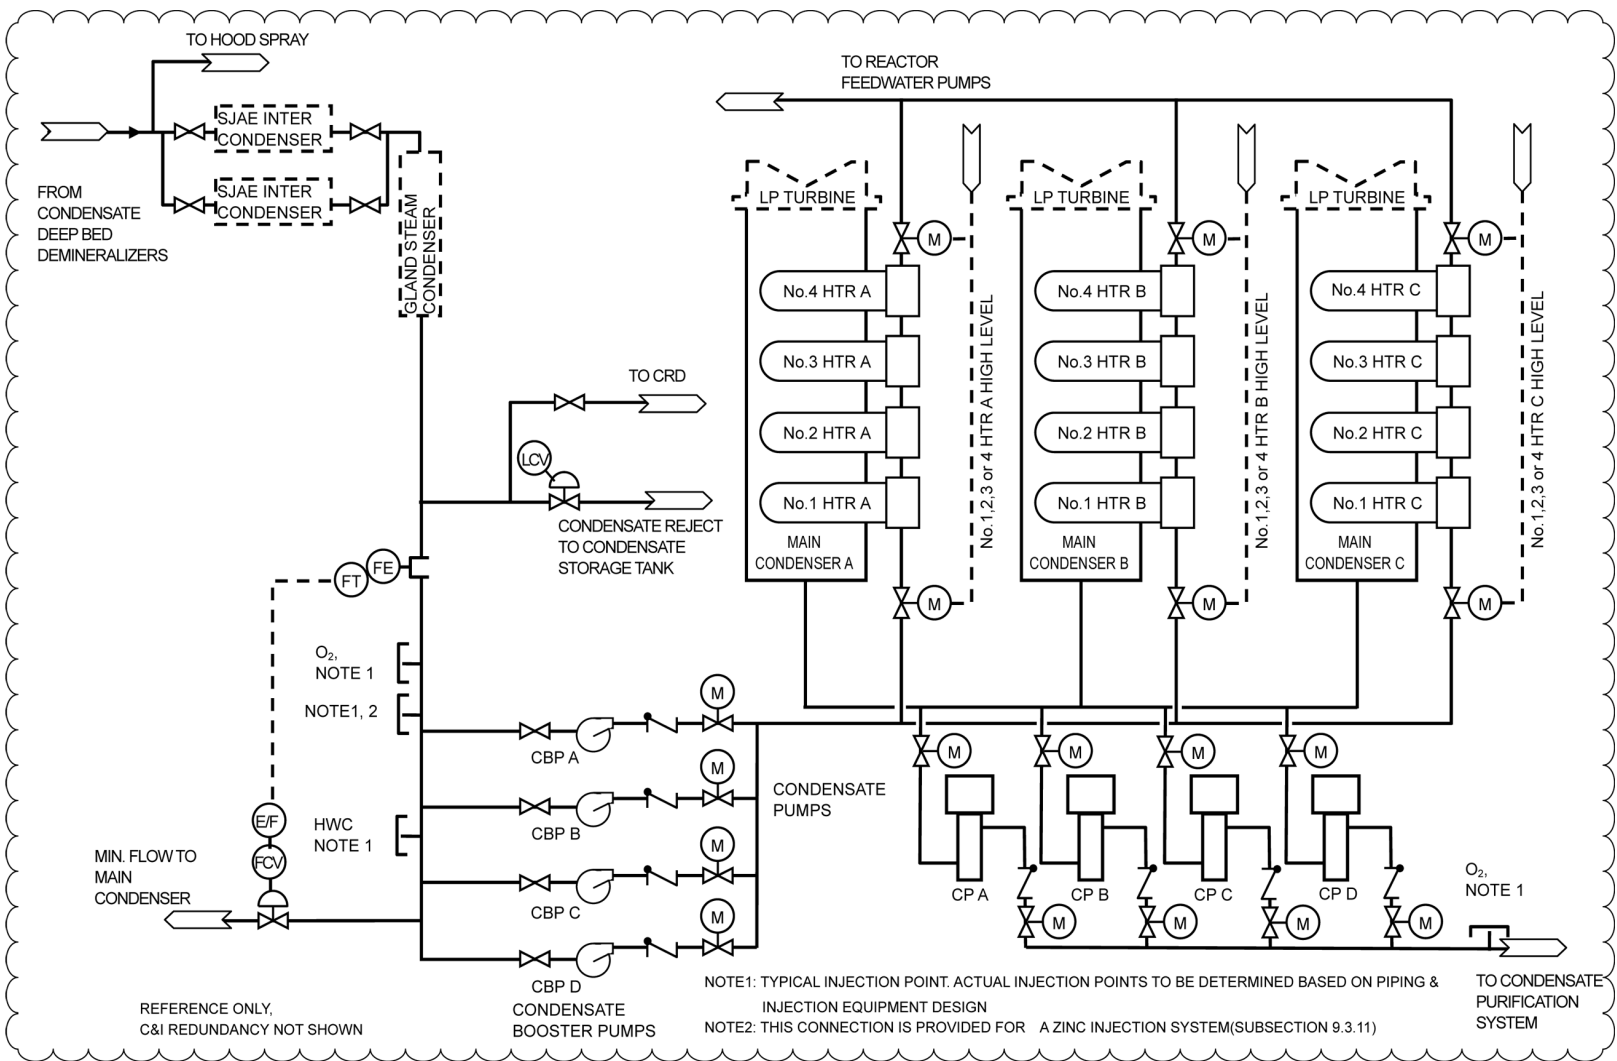 TO HOOD SPRAY
SJAE INTER
CONDENSER
SJAE INTER
CONDENSER
FROM
CONDENSATE
DEEP BED
DEMINERALIZERS
GLAND STEAM
CONDENSER
TO CRD
LCV
CONDENSATE REJECT
TO CONDENSATE
STORAGE TANK
FT
FE
O₂,
NOTE 1
NOTE1, 2
HWC
NOTE 1
E/F
FCV
MIN. FLOW TO
MAIN
CONDENSER
CBP A
M
CBP B
M
CBP C
M
CBP D
M
CONDENSATE
BOOSTER PUMPS
REFERENCE ONLY,
C&I REDUNDANCY NOT SHOWN
TO REACTOR
FEEDWATER PUMPS
LP TURBINE
M
No.4 HTR A
No.3 HTR A
No.2 HTR A
No.1 HTR A
MAIN
CONDENSER A
M
No.1,2,3 or 4 HTR A HIGH LEVEL
LP TURBINE
M
No.4 HTR B
No.3 HTR B
No.2 HTR B
No.1 HTR B
MAIN
CONDENSER B
M
No.1,2,3 or 4 HTR B HIGH LEVEL
LP TURBINE
M
No.4 HTR C
No.3 HTR C
No.2 HTR C
No.1 HTR C
MAIN
CONDENSER C
M
No.1,2,3 or 4 HTR C HIGH LEVEL
CONDENSATE
PUMPS
M
M
M
M
CP A
CP B
CP C
CP D
M
M
M
M
O₂,
NOTE 1
TO CONDENSATE
PURIFICATION
SYSTEM
NOTE1: TYPICAL INJECTION POINT. ACTUAL INJECTION POINTS TO BE DETERMINED BASED ON PIPING &
INJECTION EQUIPMENT DESIGN
NOTE2: THIS CONNECTION IS PROVIDED FOR A ZINC INJECTION SYSTEM(SUBSECTION 9.3.11)